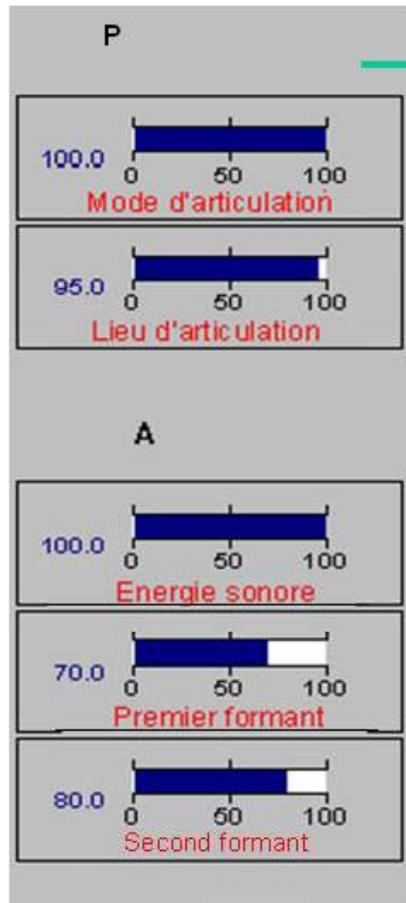 P
100.0
0 50 100
Mode d'articulation
95.0
0 50 100
Lieu d'articulation
A
100.0
0 50 100
Energie sonore
70.0
0 50 100
Premier formant
80.0
0 50 100
Second formant